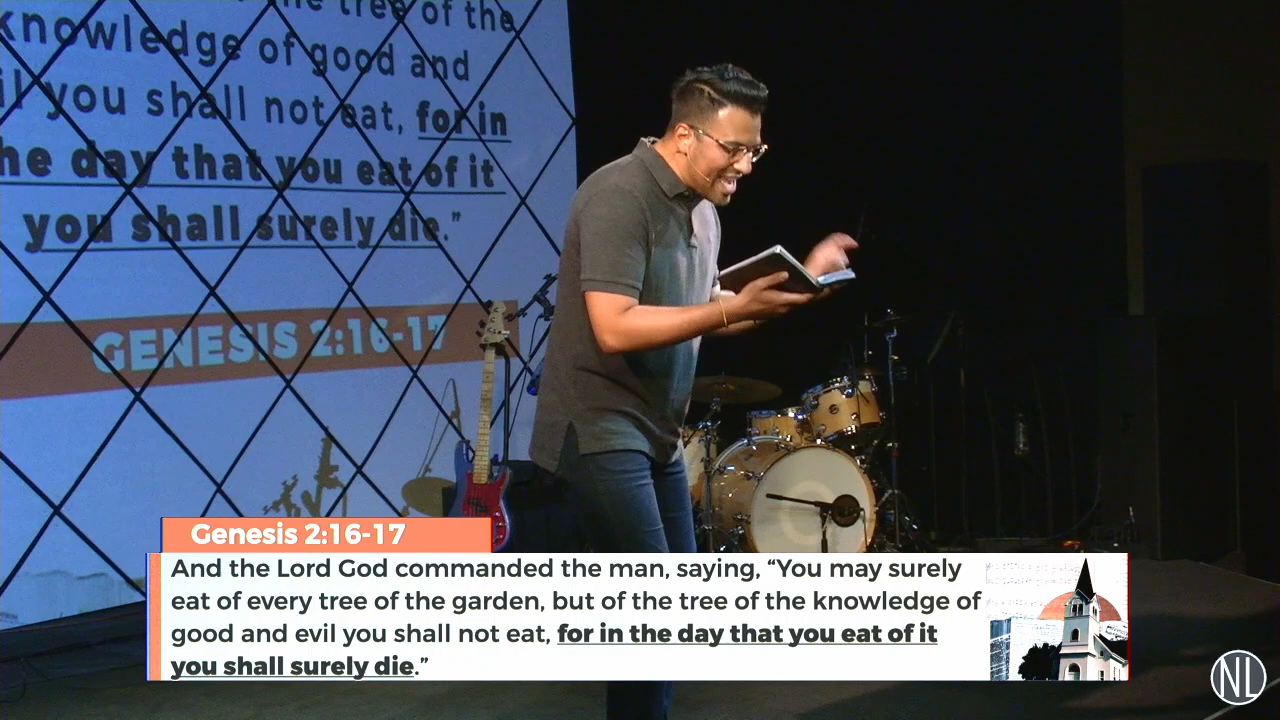 the tree of the
knowledge of good and
il you shall not eat, for in
he day that you eat of it
you shall surely die.”
GENESIS 2:16-17
Genesis 2:16-17
And the Lord God commanded the man, saying, “You may surely
eat of every tree of the garden, but of the tree of the knowledge of
good and evil you shall not eat, for in the day that you eat of it
you shall surely die.”
NL